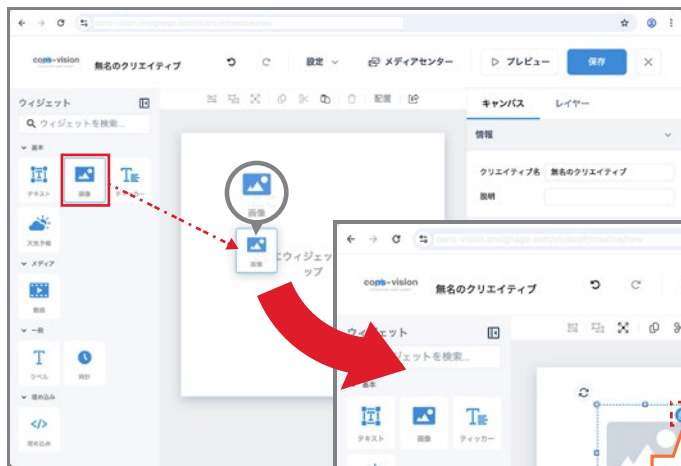 cons-vision
無名のクリエイティブ
設定
メディアセンター
プレビュー
保存
ウィジェット
ウィジェットを検索...
基本
テキスト
画像
ティッカー
天気予報
メディア
動画
一般
ラベル
時計
埋め込み
埋め込み
配置
画像
画像
ップ
キャンバス
レイヤー
情報
クリエイティブ名
無名のクリエイティブ
説明
cons-vision
無名のクリエイティブ
ウィジェット
ィジェットを検索...
基本
テキスト
画像
ティッカー